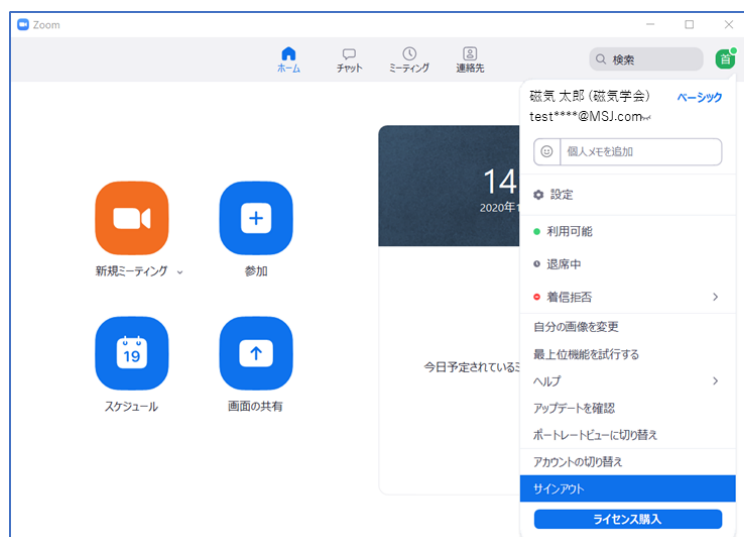 Zoom
ホーム
チャット
ミーティング
連絡先
検索
首
磁気 太郎 (磁気学会)
ベーシック
test****@MSJ.com
個人メモを追加
設定
利用可能
退席中
着信拒否
自分の画像を変更
最上位機能を試行する
ヘルプ
アップデートを確認
ポートレートビューに切り替え
アカウントの切り替え
サインアウト
ライセンス購入
14
2020年1
新規ミーティング
参加
19
スケジュール
画面の共有
今日予定されている